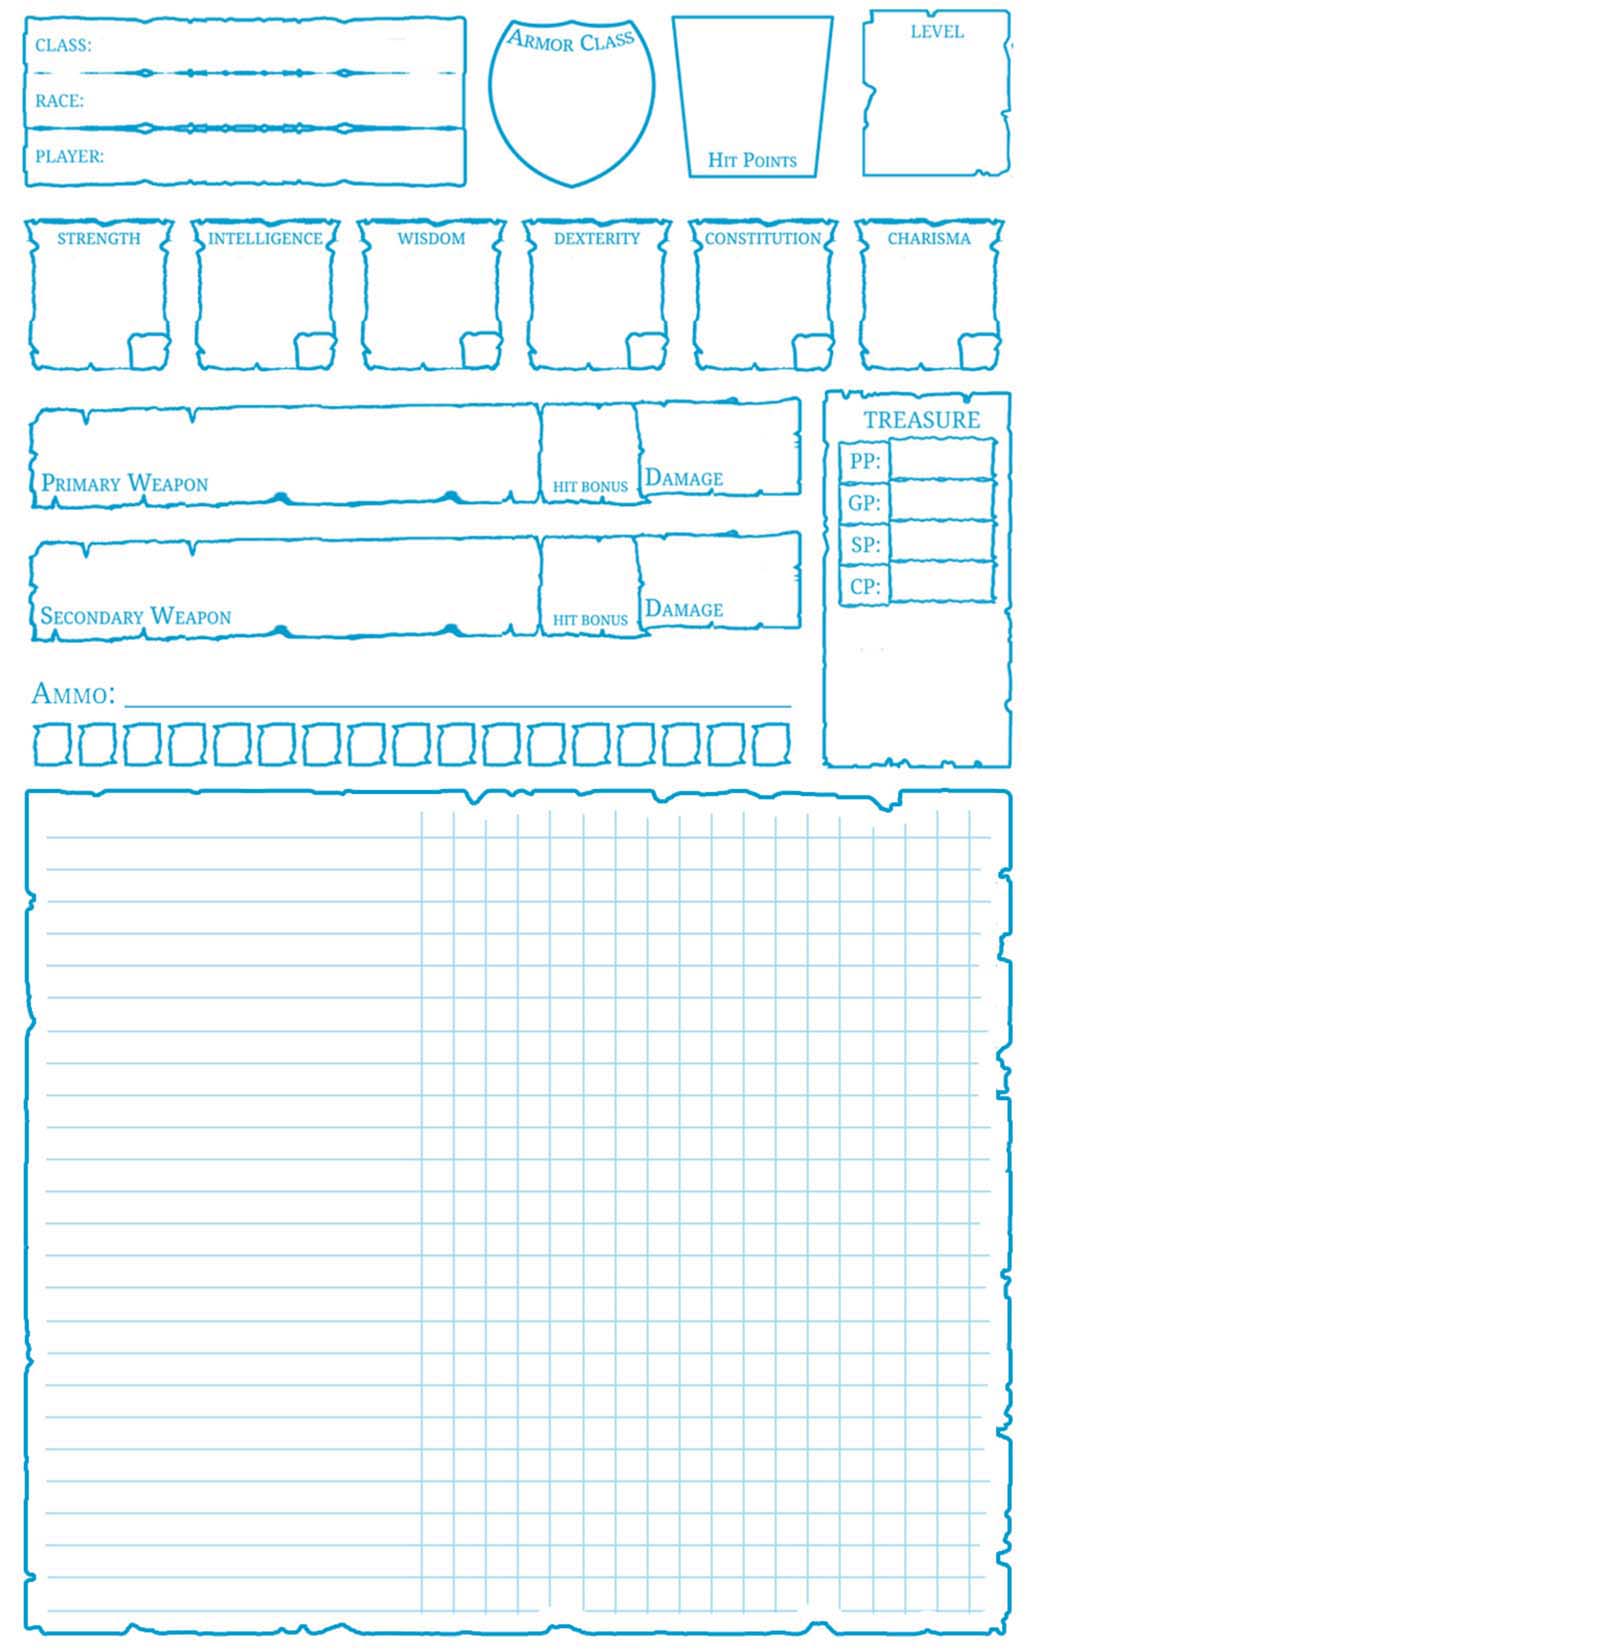 CLASS:
RACE:
PLAYER:
ARMOR CLASS
HIT POINTS
LEVEL
STRENGTH
INTELLIGENCE
WISDOM
DEXTERITY
CONSTITUTION
CHARISMA
PRIMARY WEAPON
HIT BONUS
DAMAGE
SECONDARY WEAPON
HIT BONUS
DAMAGE
AMMO:
TREASURE
PP:
GP:
SP:
CP: